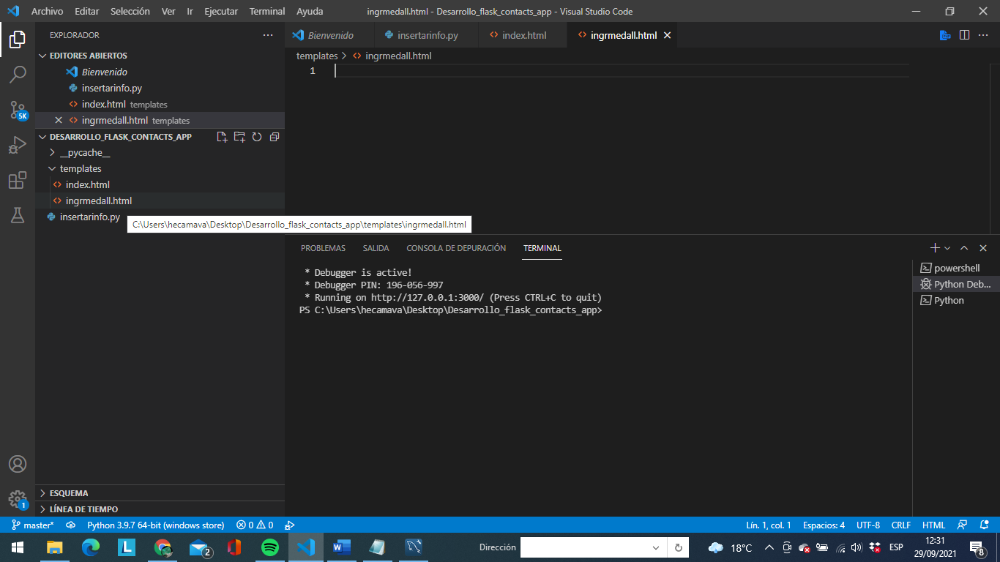 Archivo Editar Selección Ver Ir Ejecutar Terminal Ayuda
ingrmedall.html - Desarrollo_flask_contacts_app - Visual Studio Code
EXPLORADOR
EDITORES ABIERTOS
Bienvenido
insertarinfo.py
index.html templates
ingrmedall.html templates
5K
DESARROLLO_FLASK_CONTACTS_APP
__pycache__
templates
index.html
ingrmedall.html
insertarinfo.py
C:\Users\hecamava\Desktop\Desarrollo_flask_contacts_app\templates\ingrmedall.html
ESQUEMA
LÍNEA DE TIEMPO
1
Bienvenido insertarinfo.py index.html ingrmedall.html
templates > ingrmedall.html
1
PROBLEMAS SALIDA CONSOLA DE DEPURACIÓN TERMINAL
* Debugger is active!
* Debugger PIN: 196-056-997
* Running on http://127.0.0.1:3000/ (Press CTRL+C to quit)
PS C:\Users\hecamava\Desktop\Desarrollo_flask_contacts_app>
powershell
Python Deb...
Python
master* Python 3.9.7 64-bit (windows store) 0 0 Lín. 1, col. 1 Espacios: 4 UTF-8 CRLF HTML
L 2 W Dirección 18°C ESP 12:31
29/09/2021 8